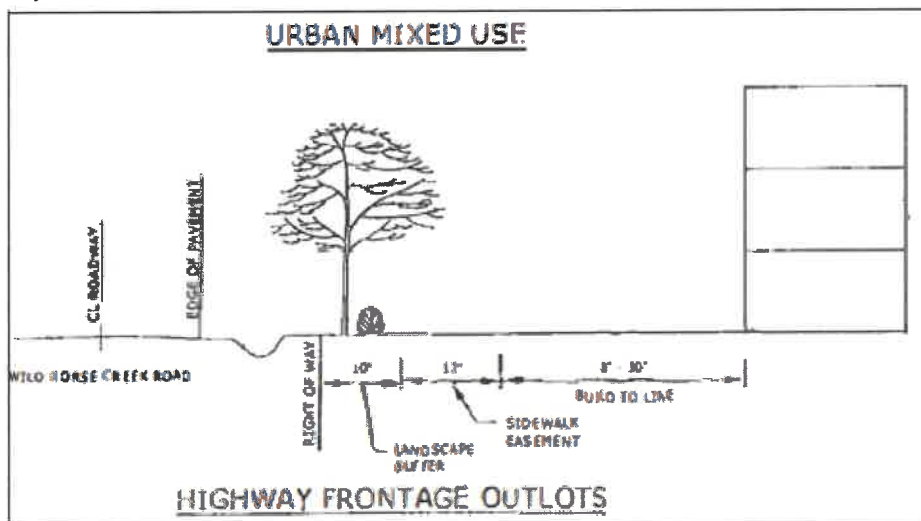 URBAN MIXED USE
CL ROADWAY
EDGE OF PAVEMENT
WILD HORSE CREEK ROAD
RIGHT OF WAY
10'
12'
BUILD TO LINE
SIDEWALK
EASEMENT
LANDSCAPE
BUFFER
HIGHWAY FRONTAGE OUTLOTS